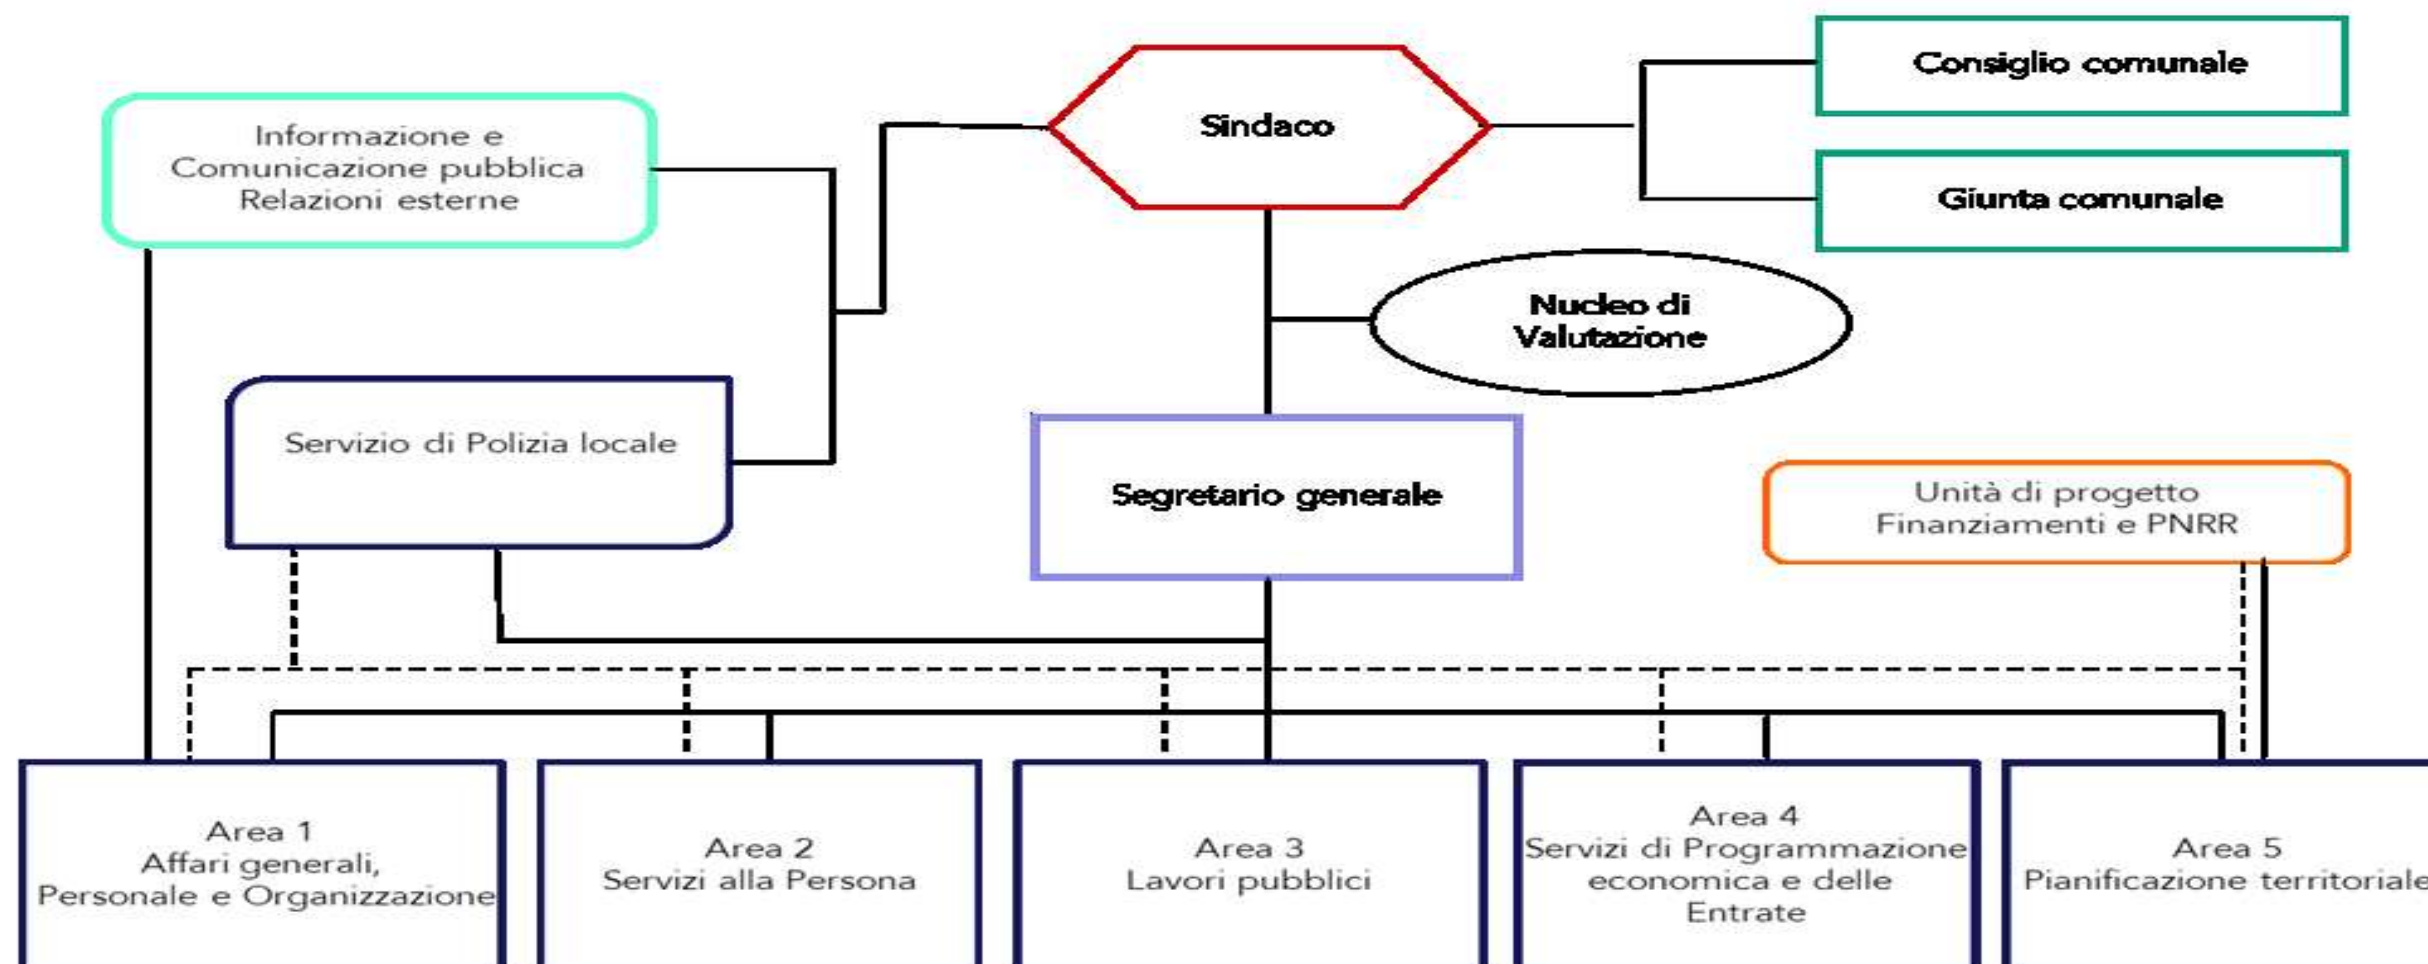 Consiglio comunale
Sindaco
Informazione e
Comunicazione pubblica
Relazioni esterne
Giunta comunale
Nucleo di
Valutazione
Servizio di Polizia locale
Segretario generale
Unità di progetto
Finanziamenti e PNRR
Area 1
Affari generali,
Personale e Organizzazione
Area 2
Servizi alla Persona
Area 3
Lavori pubblici
Area 4
Servizi di Programmazione
economica e delle
Entrate
Area 5
Pianificazione territoriale